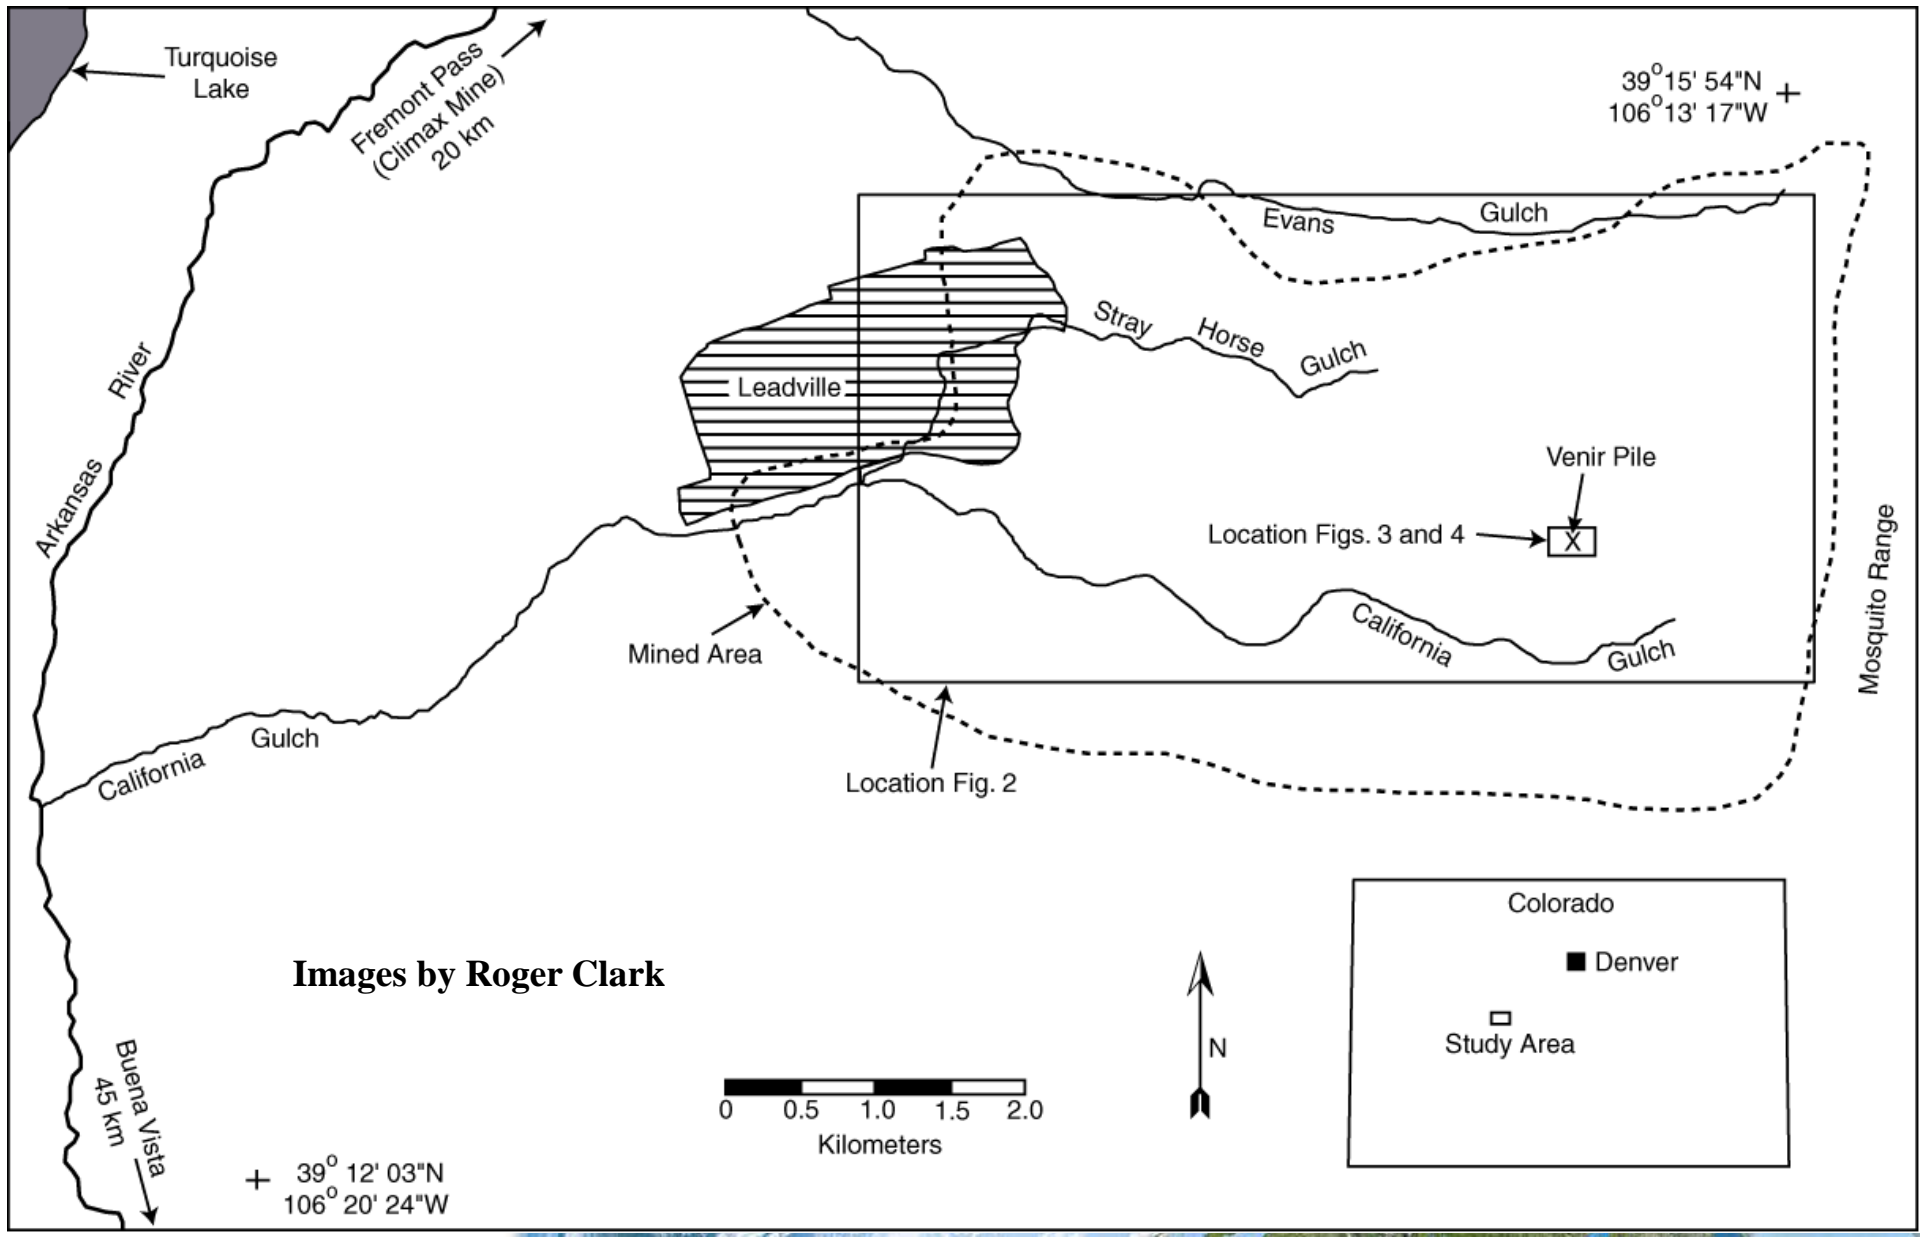 Turquoise
Lake
Fremont Pass
(Climax Mine)
20 km
39° 15' 54"N
106° 13' 17"W
Evans
Gulch
Stray
Horse
Gulch
River
Arkansas
Leadville
Venir Pile
Location Figs. 3 and 4
X
Mosquito Range
Mined Area
California
Gulch
California
Gulch
Location Fig. 2
Colorado
Denver
Study Area
Images by Roger Clark
N
0 0.5 1.0 1.5 2.0
Kilometers
Buena Vista
45 km
39° 12' 03"N
106° 20' 24"W